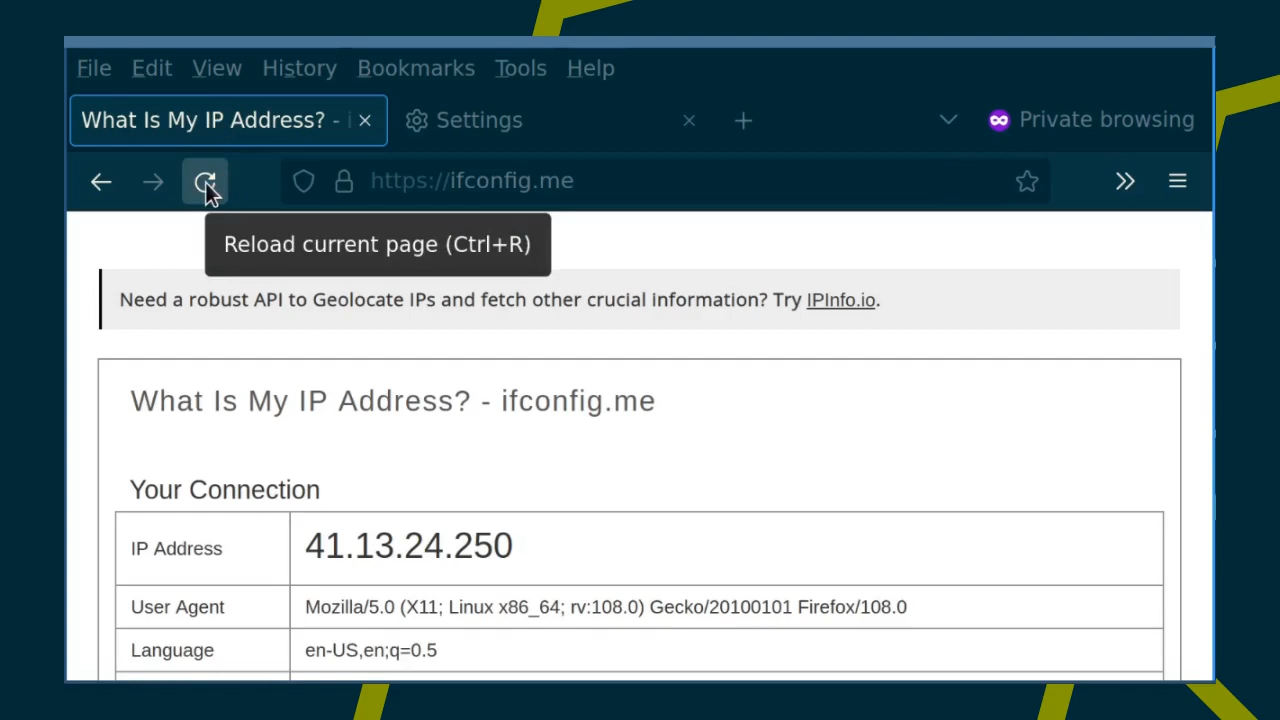 File Edit View History Bookmarks Tools Help
What Is My IP Address? - i Settings Private browsing
https://ifconfig.me
Reload current page (Ctrl+R)
Need a robust API to Geolocate IPs and fetch other crucial information? Try IPInfo.io.
What Is My IP Address? - ifconfig.me
Your Connection
IP Address 41.13.24.250
User Agent Mozilla/5.0 (X11; Linux x86_64; rv:108.0) Gecko/20100101 Firefox/108.0
Language en-US,en;q=0.5